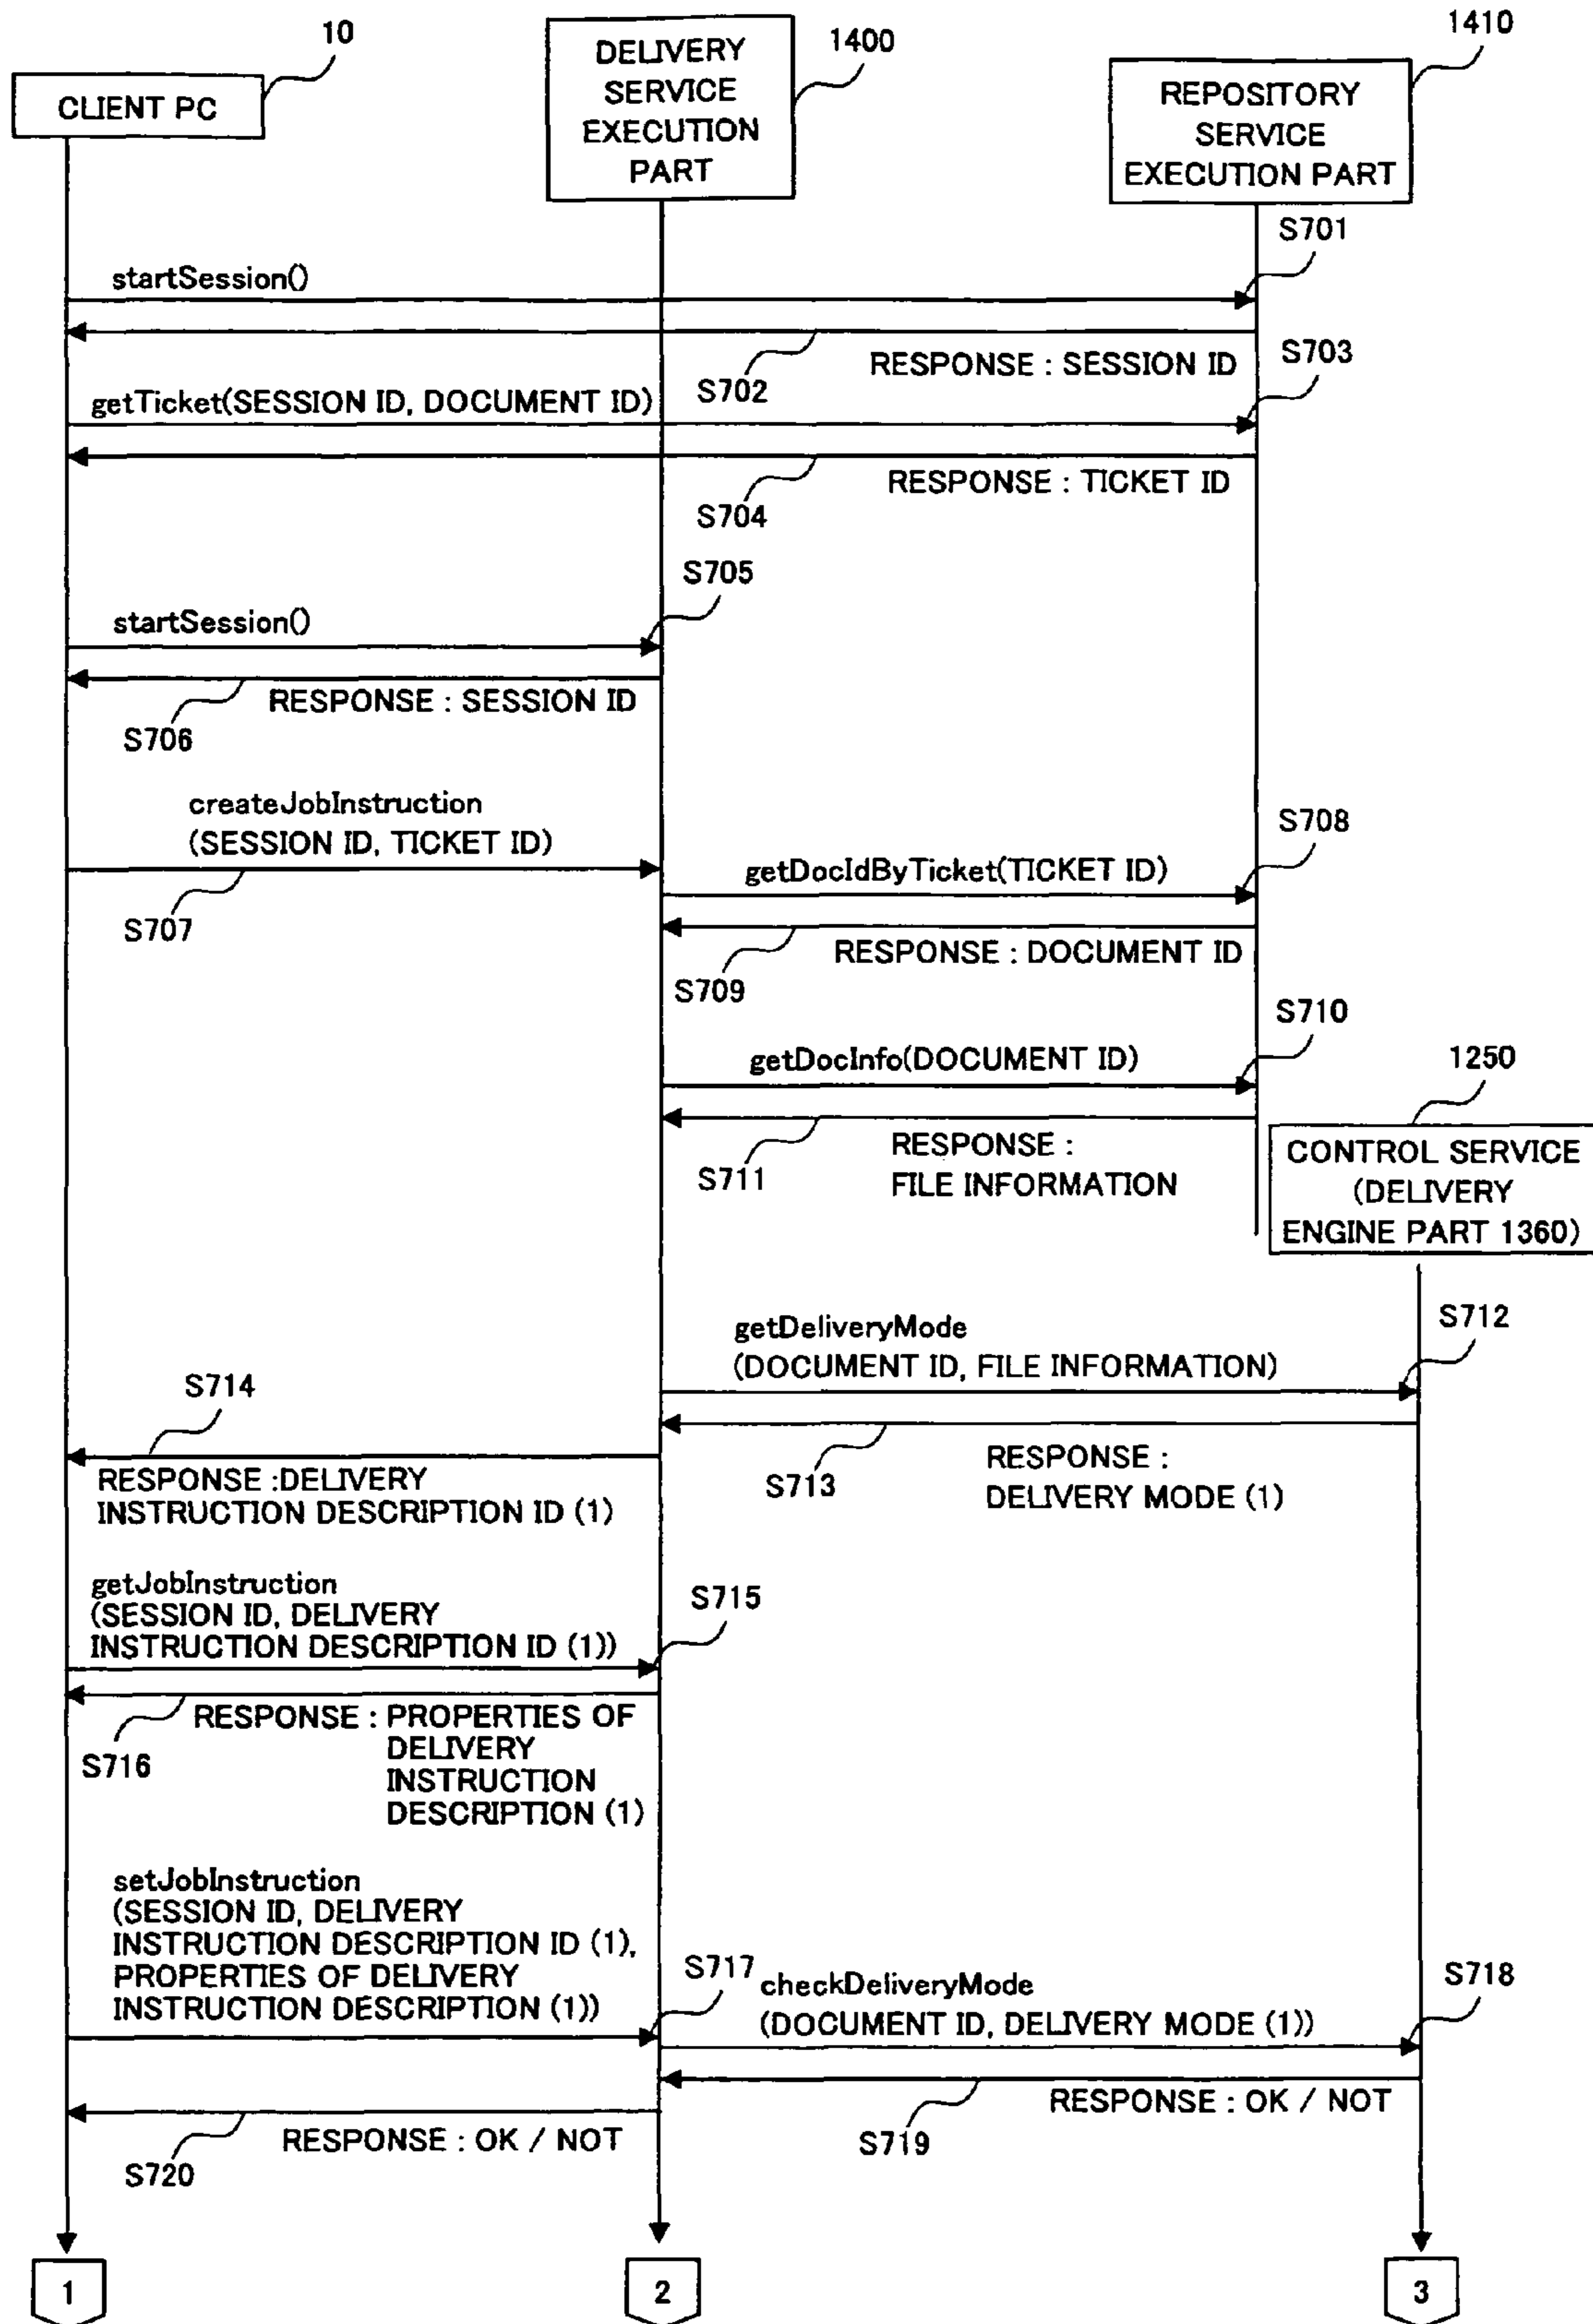 10
CLIENT PC
DELIVERY
SERVICE
EXECUTION
PART
1400
1410
REPOSITORY
SERVICE
EXECUTION PART
S701
startSession()
RESPONSE : SESSION ID
S702
S703
getTicket(SESSION ID, DOCUMENT ID)
RESPONSE : TICKET ID
S704
S705
startSession()
RESPONSE : SESSION ID
S706
createJobInstruction
(SESSION ID, TICKET ID)
S707
S708
getDocIdByTicket(TICKET ID)
RESPONSE : DOCUMENT ID
S709
S710
getDocInfo(DOCUMENT ID)
RESPONSE :
FILE INFORMATION
S711
1250
CONTROL SERVICE
(DELIVERY
ENGINE PART 1360)
S712
getDeliveryMode
(DOCUMENT ID, FILE INFORMATION)
S713
RESPONSE :
DELIVERY MODE (1)
S714
RESPONSE :DELIVERY
INSTRUCTION DESCRIPTION ID (1)
getJobInstruction
(SESSION ID, DELIVERY
INSTRUCTION DESCRIPTION ID (1))
S715
RESPONSE : PROPERTIES OF
DELIVERY
INSTRUCTION
DESCRIPTION (1)
S716
setJobInstruction
(SESSION ID, DELIVERY
INSTRUCTION DESCRIPTION ID (1),
PROPERTIES OF DELIVERY
INSTRUCTION DESCRIPTION (1))
S717
checkDeliveryMode
(DOCUMENT ID, DELIVERY MODE (1))
S718
RESPONSE : OK / NOT
S719
RESPONSE : OK / NOT
S720
1
2
3